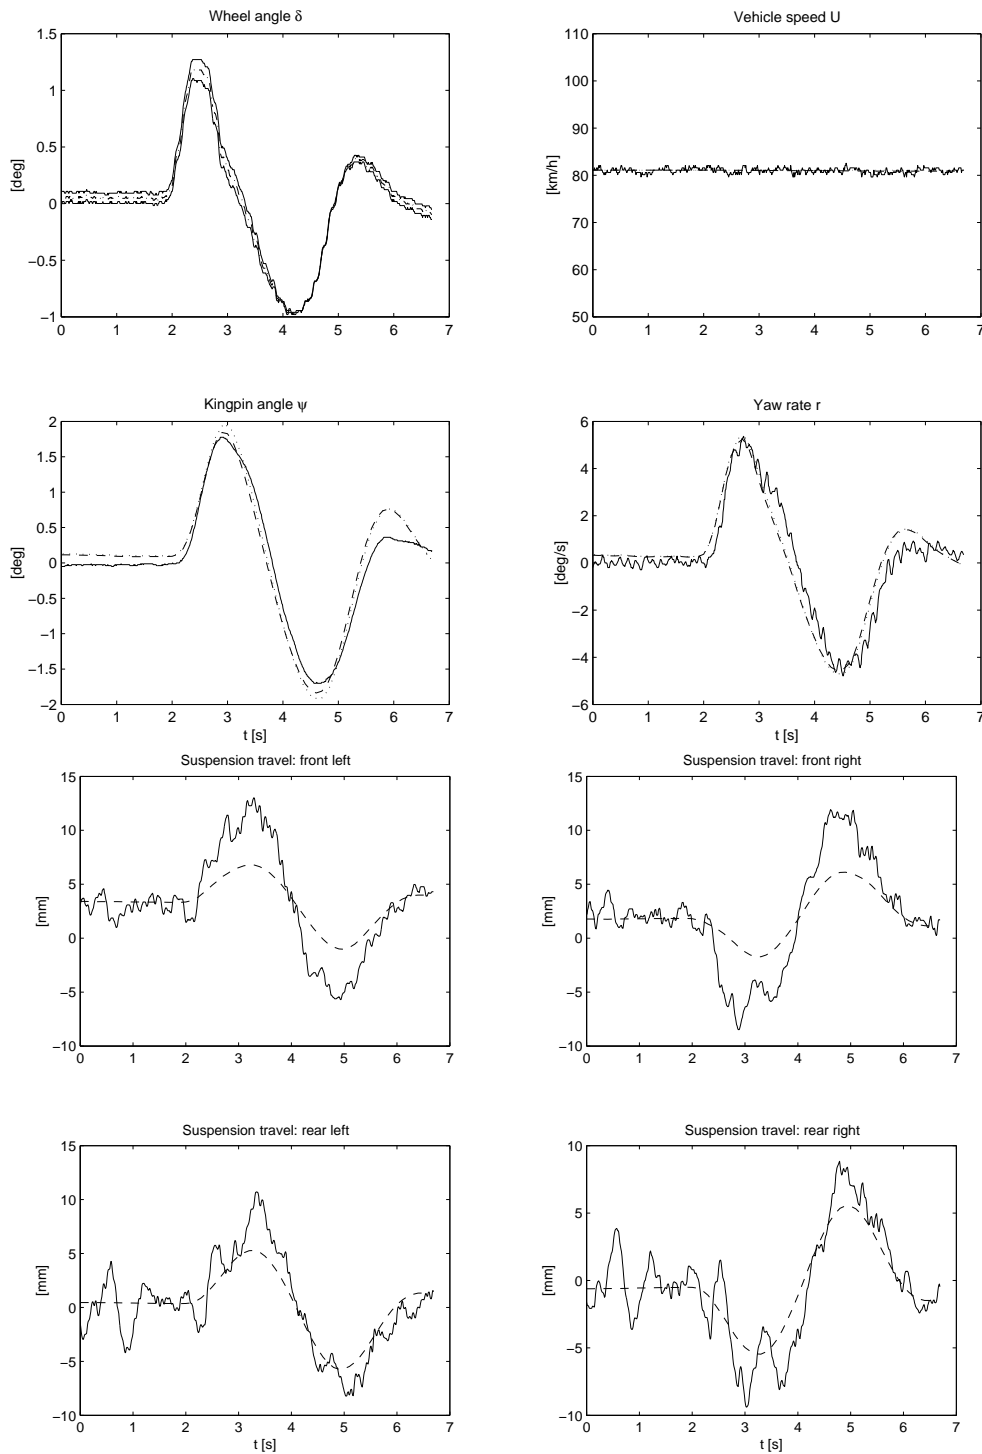 Wheel angle δ
1.5
1
0.5
0
−0.5
−1
[deg]
0 1 2 3 4 5 6 7
Vehicle speed U
110
100
90
80
70
60
50
[km/h]
0 1 2 3 4 5 6 7
Kingpin angle ψ
2
1.5
1
0.5
0
−0.5
−1
−1.5
−2
[deg]
0 1 2 3 4 5 6 7
t [s]
Yaw rate r
6
4
2
0
−2
−4
−6
[deg/s]
0 1 2 3 4 5 6 7
t [s]
Suspension travel: front left
15
10
5
0
−5
−10
[mm]
0 1 2 3 4 5 6 7
Suspension travel: front right
15
10
5
0
−5
−10
[mm]
0 1 2 3 4 5 6 7
Suspension travel: rear left
15
10
5
0
−5
−10
[mm]
0 1 2 3 4 5 6 7
t [s]
Suspension travel: rear right
10
5
0
−5
−10
[mm]
0 1 2 3 4 5 6 7
t [s]